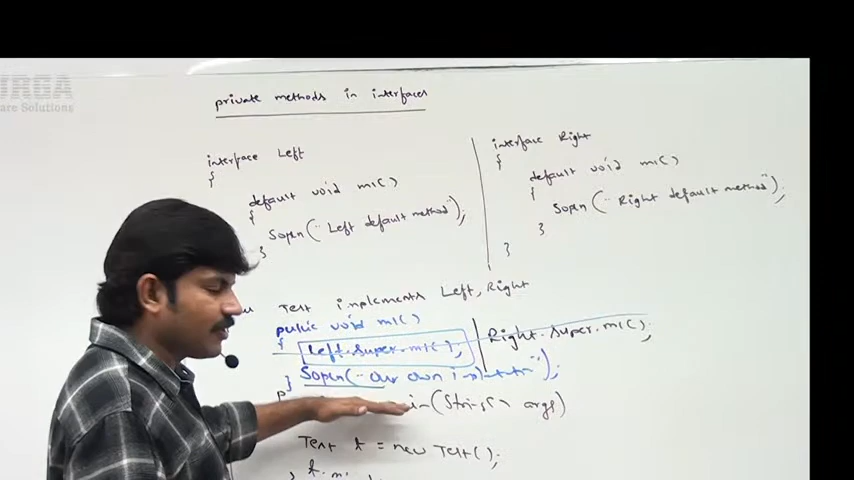 private methods in interfaces
interface Left
{
default void m1( )
{
Sopln("Left default method");
}
interface Right
{
default void m1( )
{
Sopln("Right default method");
}
}
Test implements Left, Right
public void m1( )
{
Left.super.m1( );
Right.super.m1( );
Sopln("our own
}
(String[ ] args)
Test t = new Test( );
are Solutions